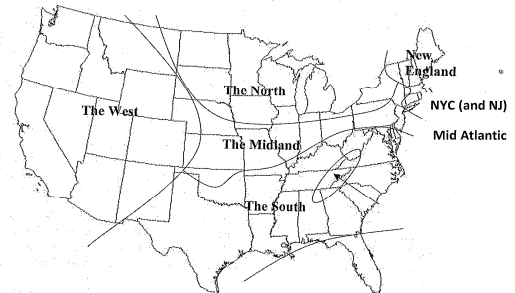 New
England
The North
NYC (and NJ)
The West
Mid Atlantic
The Midland
The South